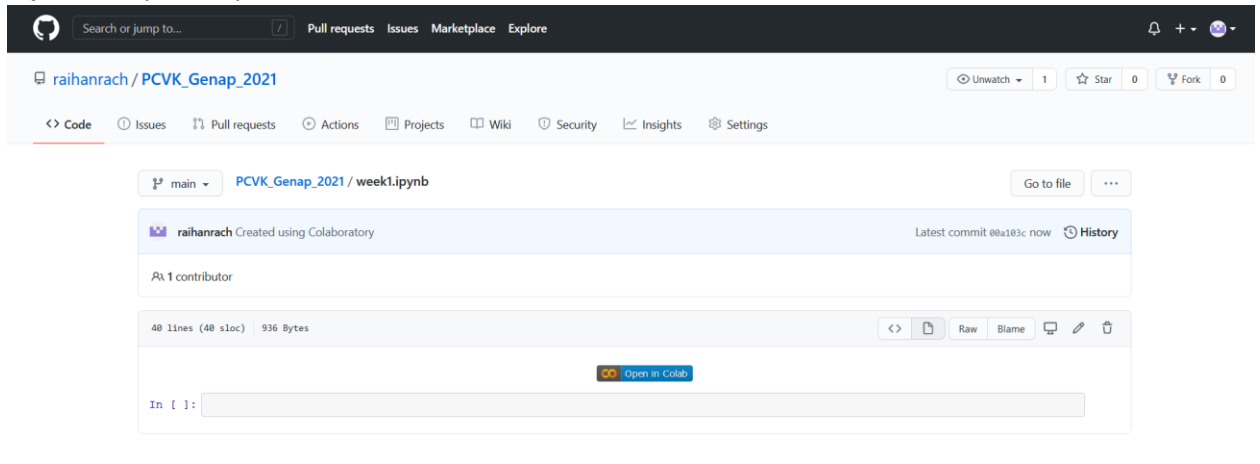 Search or jump to... / Pull requests Issues Marketplace Explore
raihanrach / PCVK_Genap_2021 Unwatch 1 Star 0 Fork 0
<> Code Issues Pull requests Actions Projects Wiki Security Insights Settings
main PCVK_Genap_2021 / week1.ipynb Go to file ...
raihanrach Created using Colaboratory Latest commit 00a103c now History
1 contributor
40 lines (40 sloc) 936 Bytes <> Raw Blame
CO Open in Colab
In [ ]: